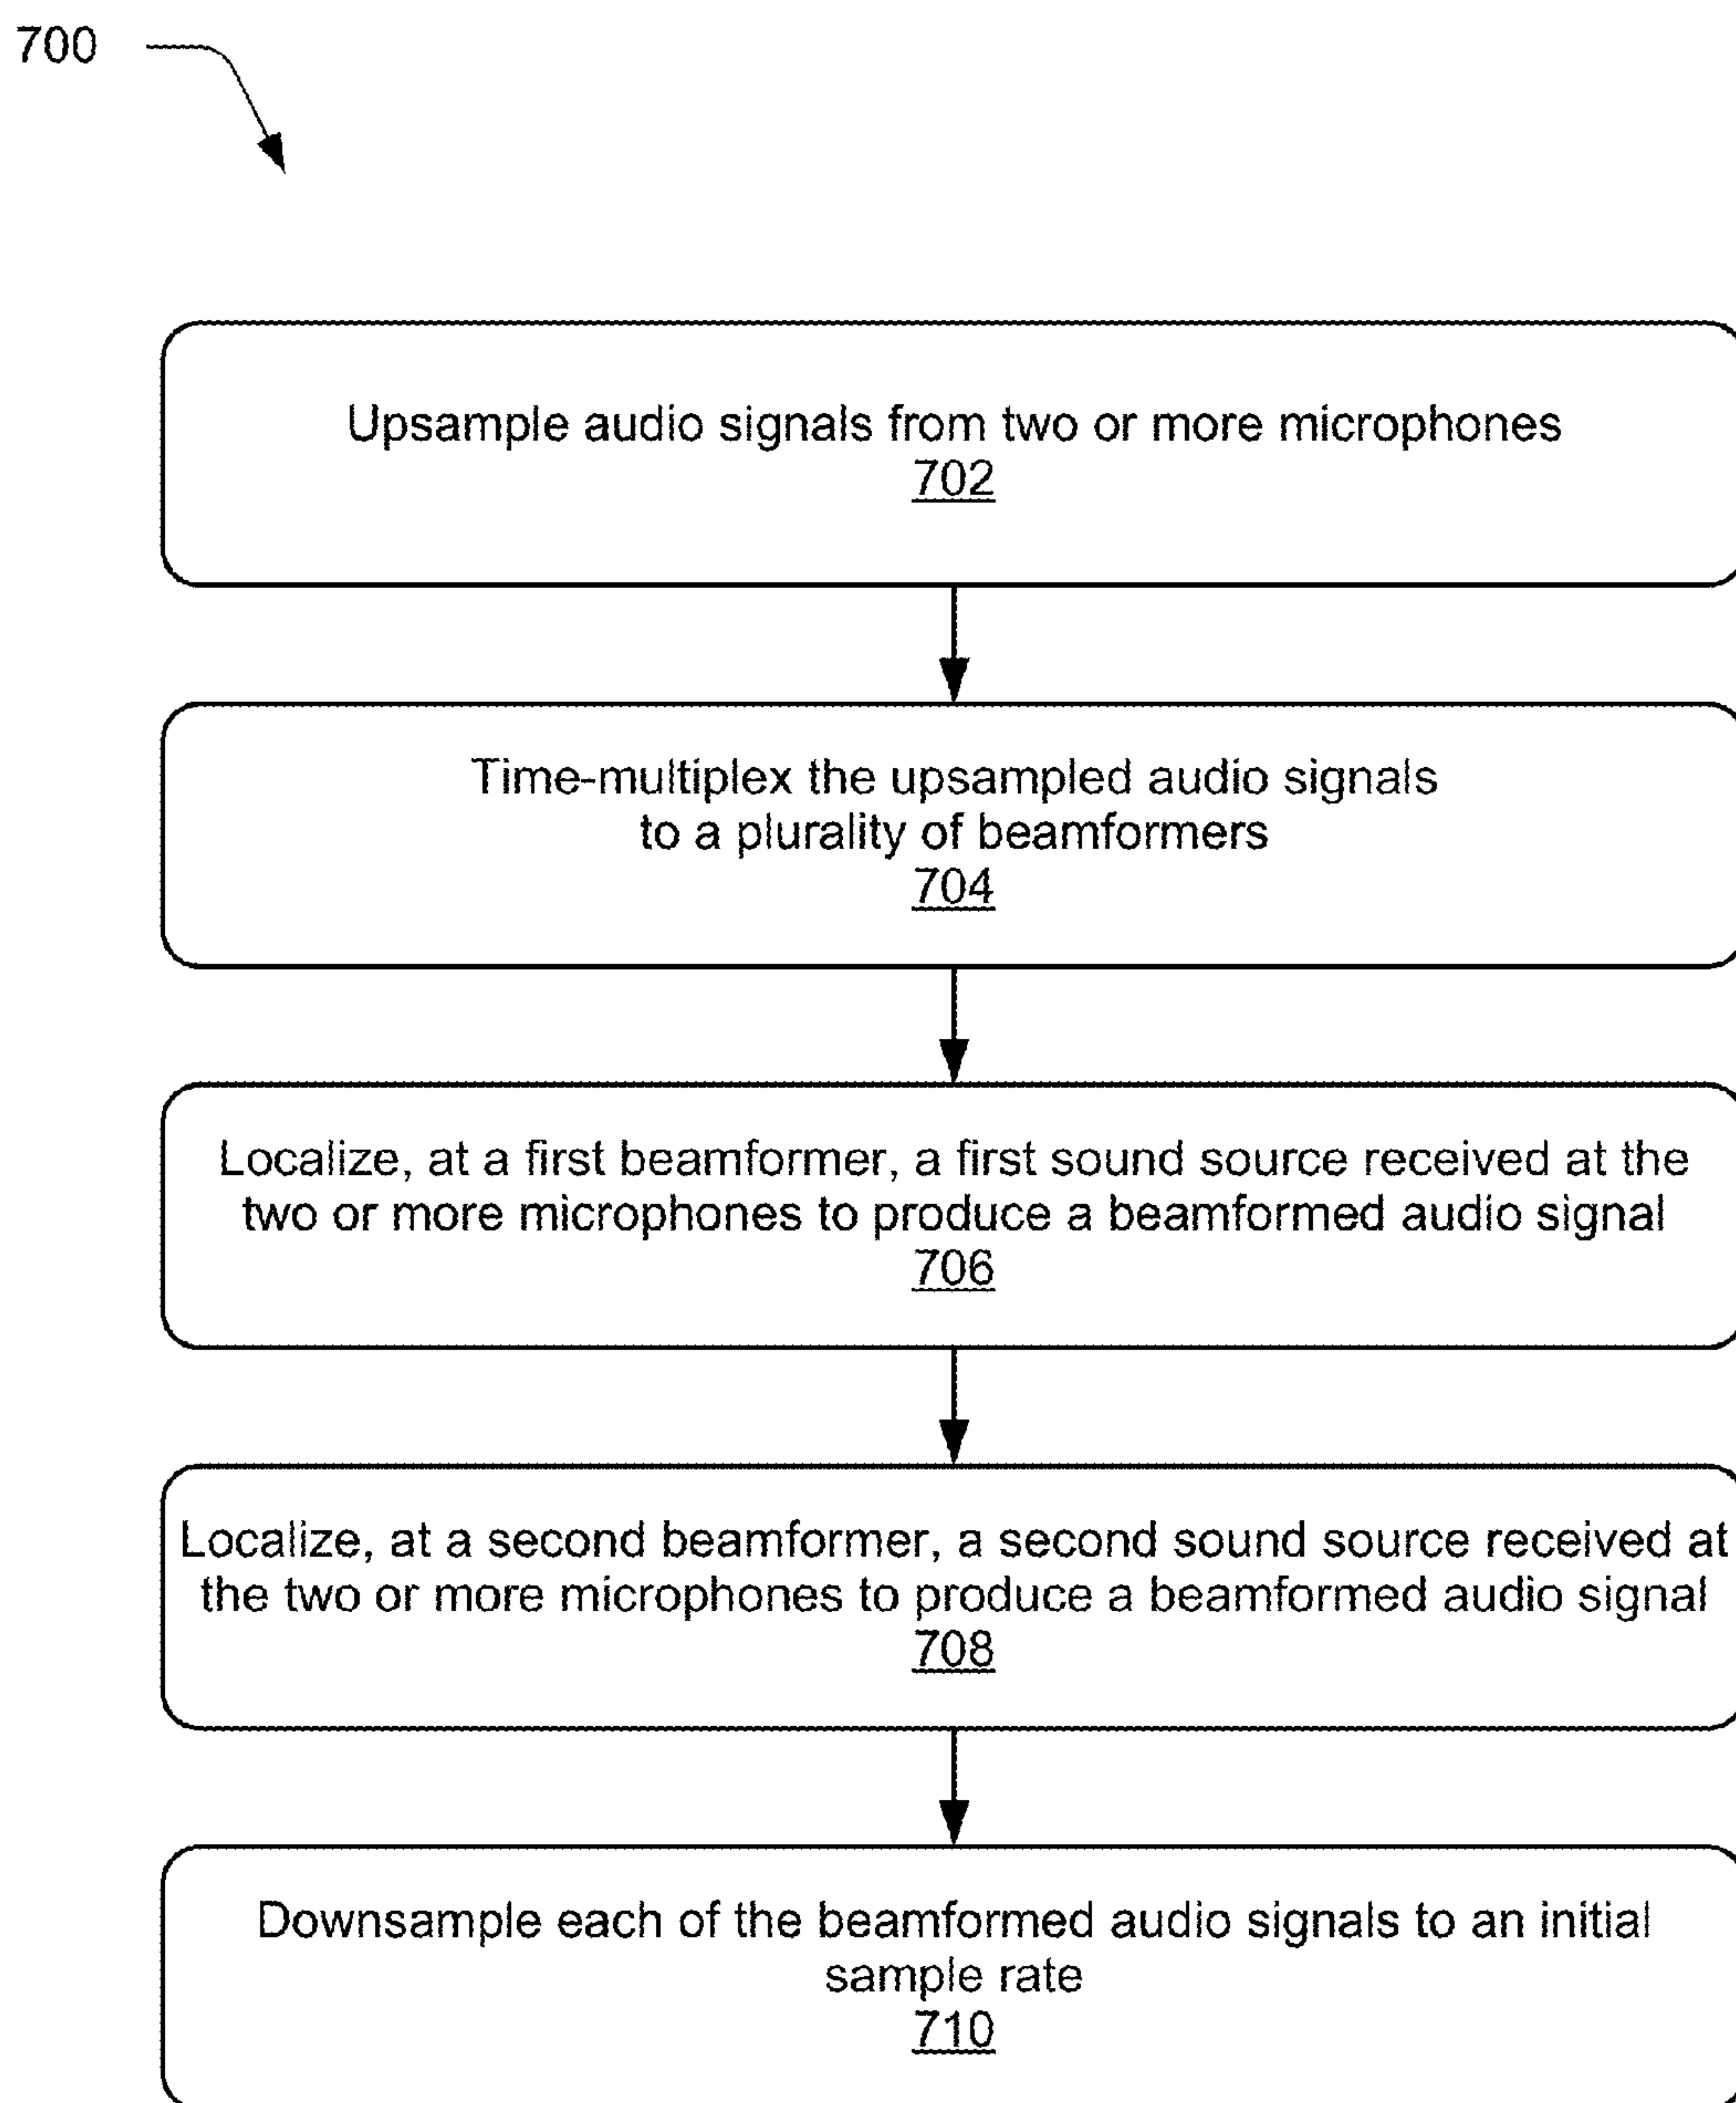 700
Upsample audio signals from two or more microphones
702
Time-multiplex the upsampled audio signals
to a plurality of beamformers
704
Localize, at a first beamformer, a first sound source received at the
two or more microphones to produce a beamformed audio signal
706
Localize, at a second beamformer, a second sound source received at
the two or more microphones to produce a beamformed audio signal
708
Downsample each of the beamformed audio signals to an initial
sample rate
710